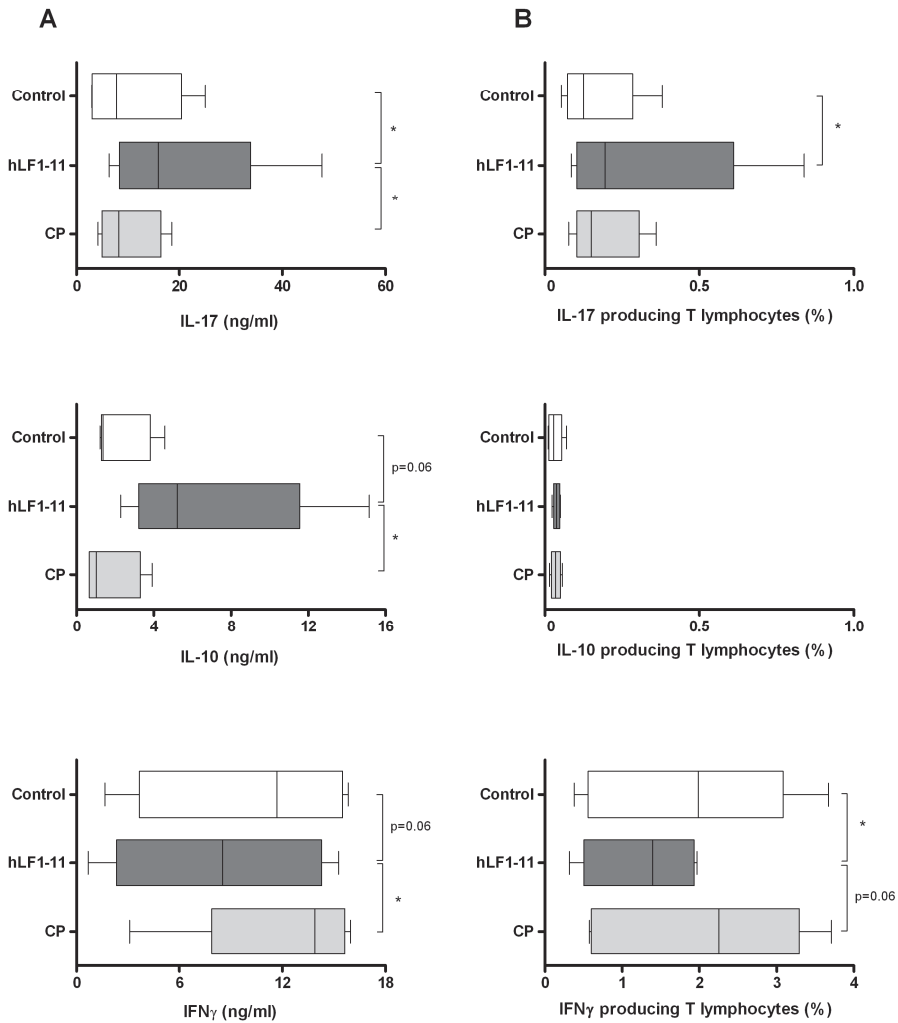 A
B
Control
hLF1-11
CP
*
*
0 20 40 60
IL-17 (ng/ml)
Control
hLF1-11
CP
*
0 0.5 1.0
IL-17 producing T lymphocytes (%)
Control
hLF1-11
CP
p=0.06
*
0 4 8 12 16
IL-10 (ng/ml)
Control
hLF1-11
CP
0 0.5 1.0
IL-10 producing T lymphocytes (%)
Control
hLF1-11
CP
p=0.06
*
0 6 12 18
IFNγ (ng/ml)
Control
hLF1-11
CP
*
p=0.06
0 1 2 3 4
IFNγ producing T lymphocytes (%)